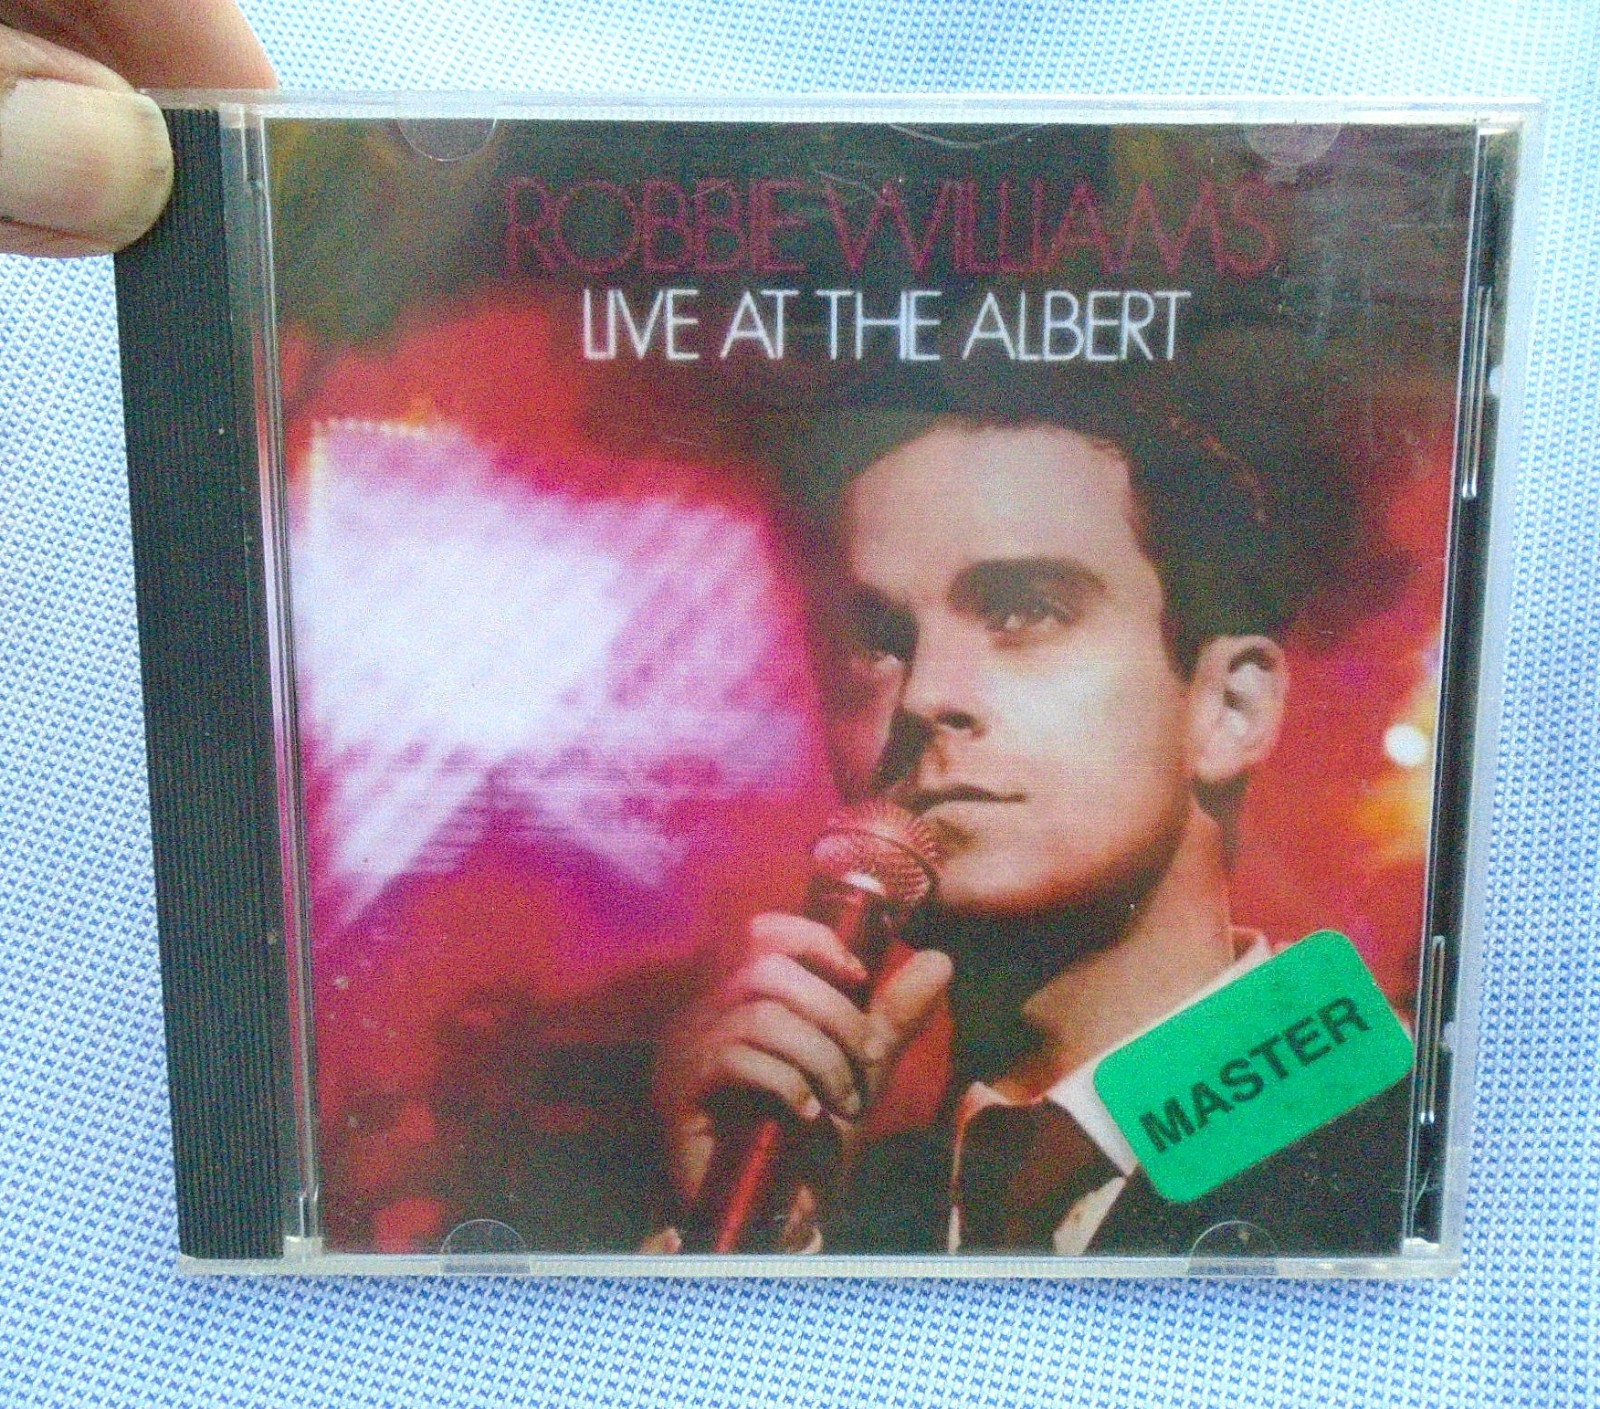 ROBBIE WILLIAMS
LIVE AT THE ALBERT
MASTER